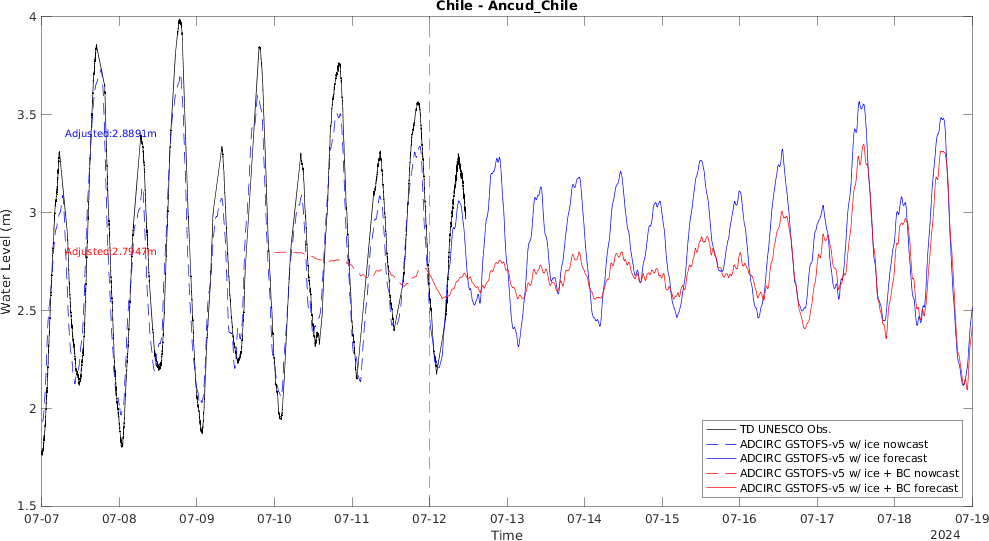 Chile - Ancud_Chile
Water Level (m)
4
3.5
3
2.5
2
1.5
Adjusted:2.8891m
Adjusted:2.7947m
TD UNESCO Obs.
ADCIRC GSTOFS-v5 w/ ice nowcast
ADCIRC GSTOFS-v5 w/ ice forecast
ADCIRC GSTOFS-v5 w/ ice + BC nowcast
ADCIRC GSTOFS-v5 w/ ice + BC forecast
07-07 07-08 07-09 07-10 07-11 07-12 07-13 07-14 07-15 07-16 07-17 07-18 07-19
Time
2024